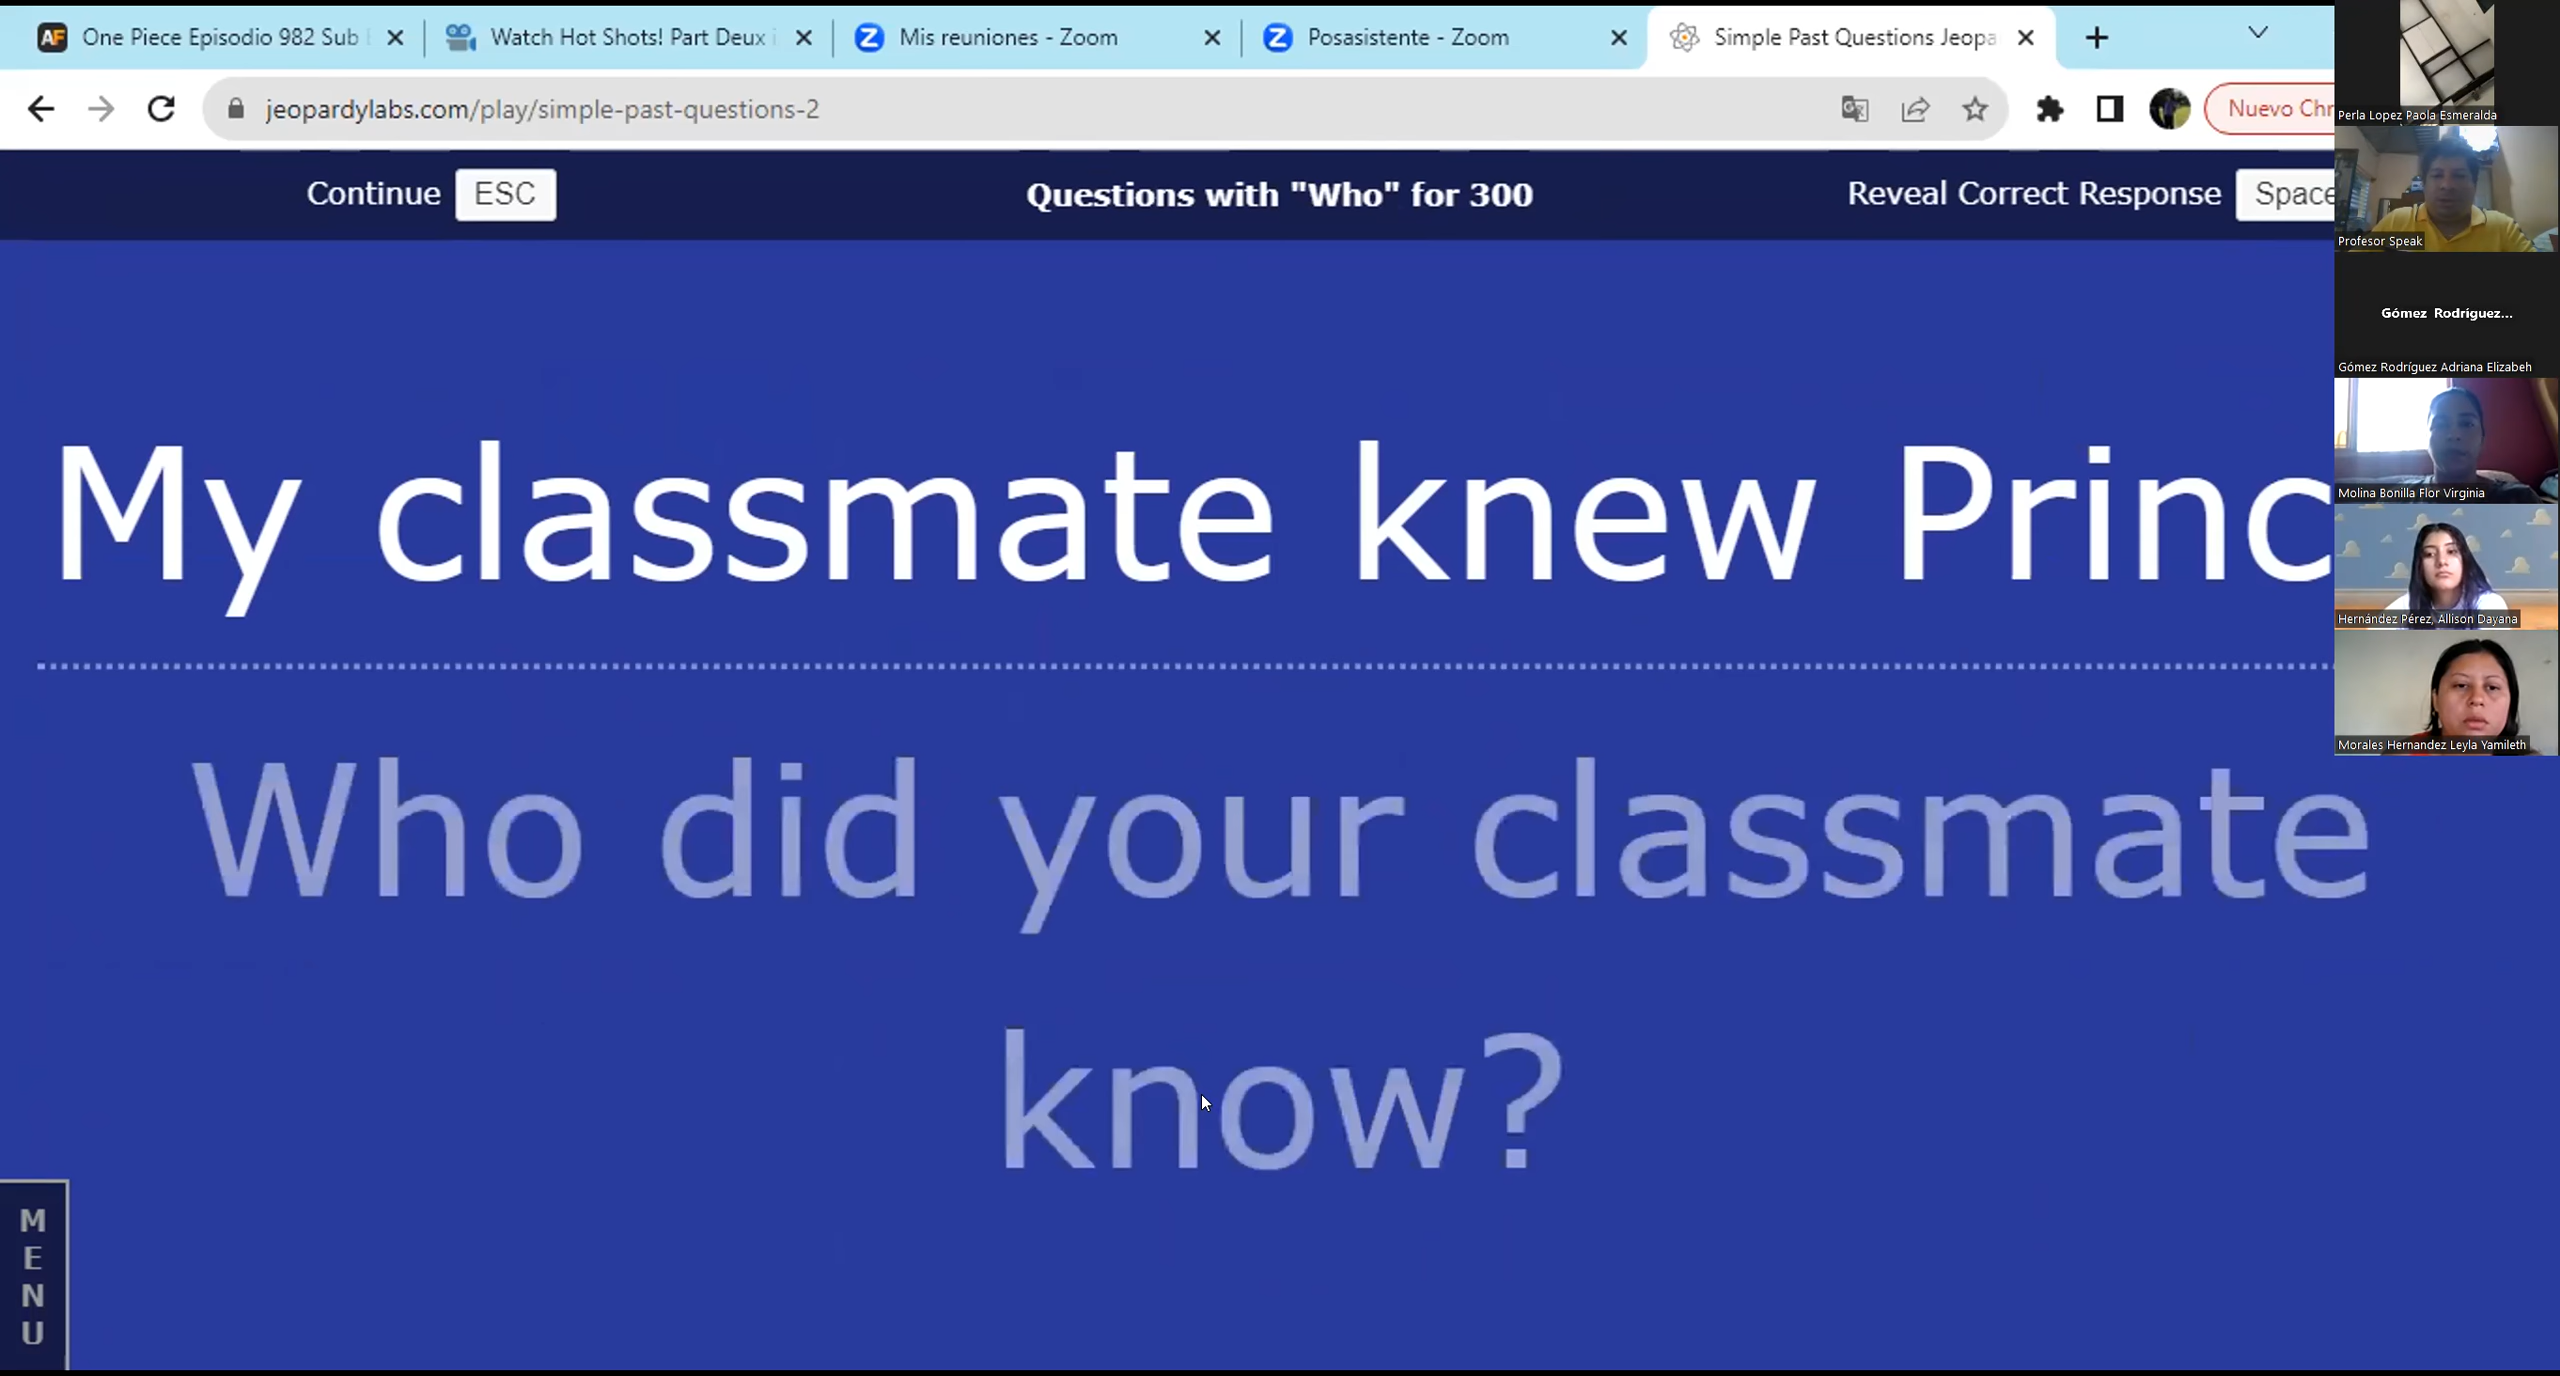 One Piece Episodio 982 Sub
Watch Hot Shots! Part Deux i
Mis reuniones - Zoom
Posasistente - Zoom
Simple Past Questions Jeopa
jeopardylabs.com/play/simple-past-questions-2
Nuevo Chr
Continue ESC
Questions with "Who" for 300
Reveal Correct Response Space
My classmate knew Princ
Who did your classmate
know?
MENU
Perla Lopez Paola Esmeralda
Profesor Speak
Gómez Rodríguez...
Gómez Rodríguez Adriana Elizabeh
Molina Bonilla Flor Virginia
Hernández Pérez, Allison Dayana
Morales Hernandez Leyla Yamileth